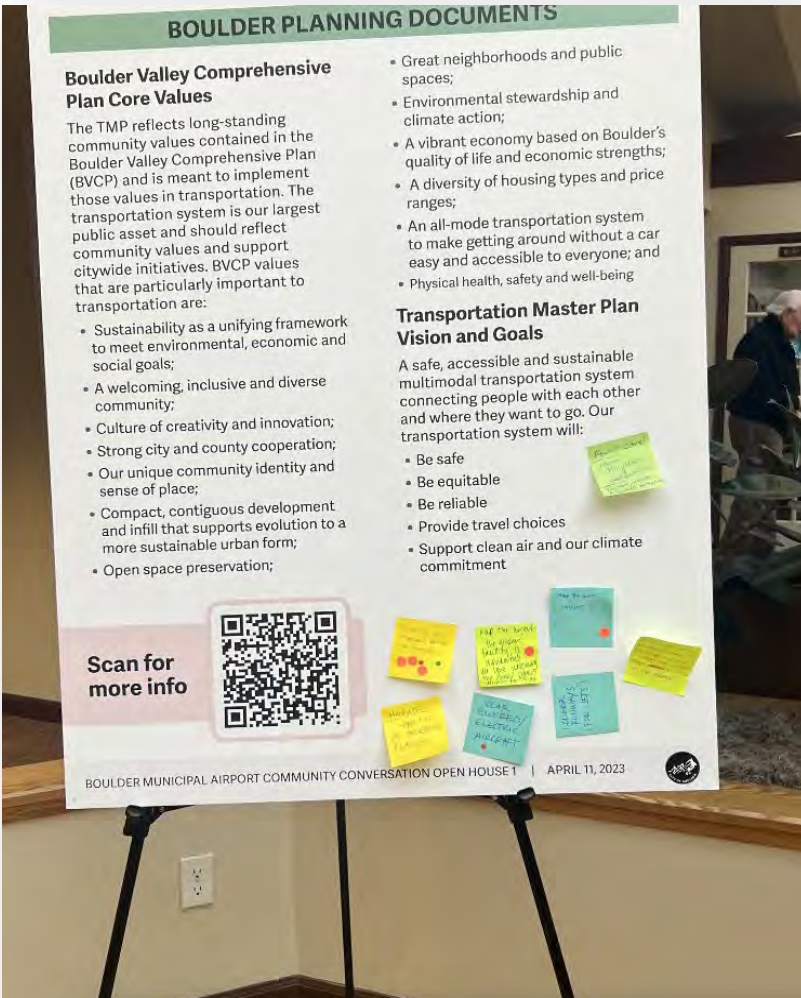 BOULDER PLANNING DOCUMENTS
Boulder Valley Comprehensive
Plan Core Values
The TMP reflects long-standing
community values contained in the
Boulder Valley Comprehensive Plan
(BVCP) and is meant to implement
those values in transportation. The
transportation system is our largest
public asset and should reflect
community values and support
citywide initiatives. BVCP values
that are particularly important to
transportation are:
• Sustainability as a unifying framework
to meet environmental, economic and
social goals;
• A welcoming, inclusive and diverse
community;
• Culture of creativity and innovation;
• Strong city and county cooperation;
• Our unique community identity and
sense of place;
• Compact, contiguous development
and infill that supports evolution to a
more sustainable urban form;
• Open space preservation;
• Great neighborhoods and public
spaces;
• Environmental stewardship and
climate action;
• A vibrant economy based on Boulder's
quality of life and economic strengths;
• A diversity of housing types and price
ranges;
• An all-mode transportation system
to make getting around without a car
easy and accessible to everyone; and
• Physical health, safety and well-being
Transportation Master Plan
Vision and Goals
A safe, accessible and sustainable
multimodal transportation system
connecting people with each other
and where they want to go. Our
transportation system will:
• Be safe
• Be equitable
• Be reliable
• Provide travel choices
• Support clean air and our climate
commitment
Scan for
more info
ELECTRIC
AIRCRAFT
BOULDER MUNICIPAL AIRPORT COMMUNITY CONVERSATION OPEN HOUSE 1 | APRIL 11, 2023